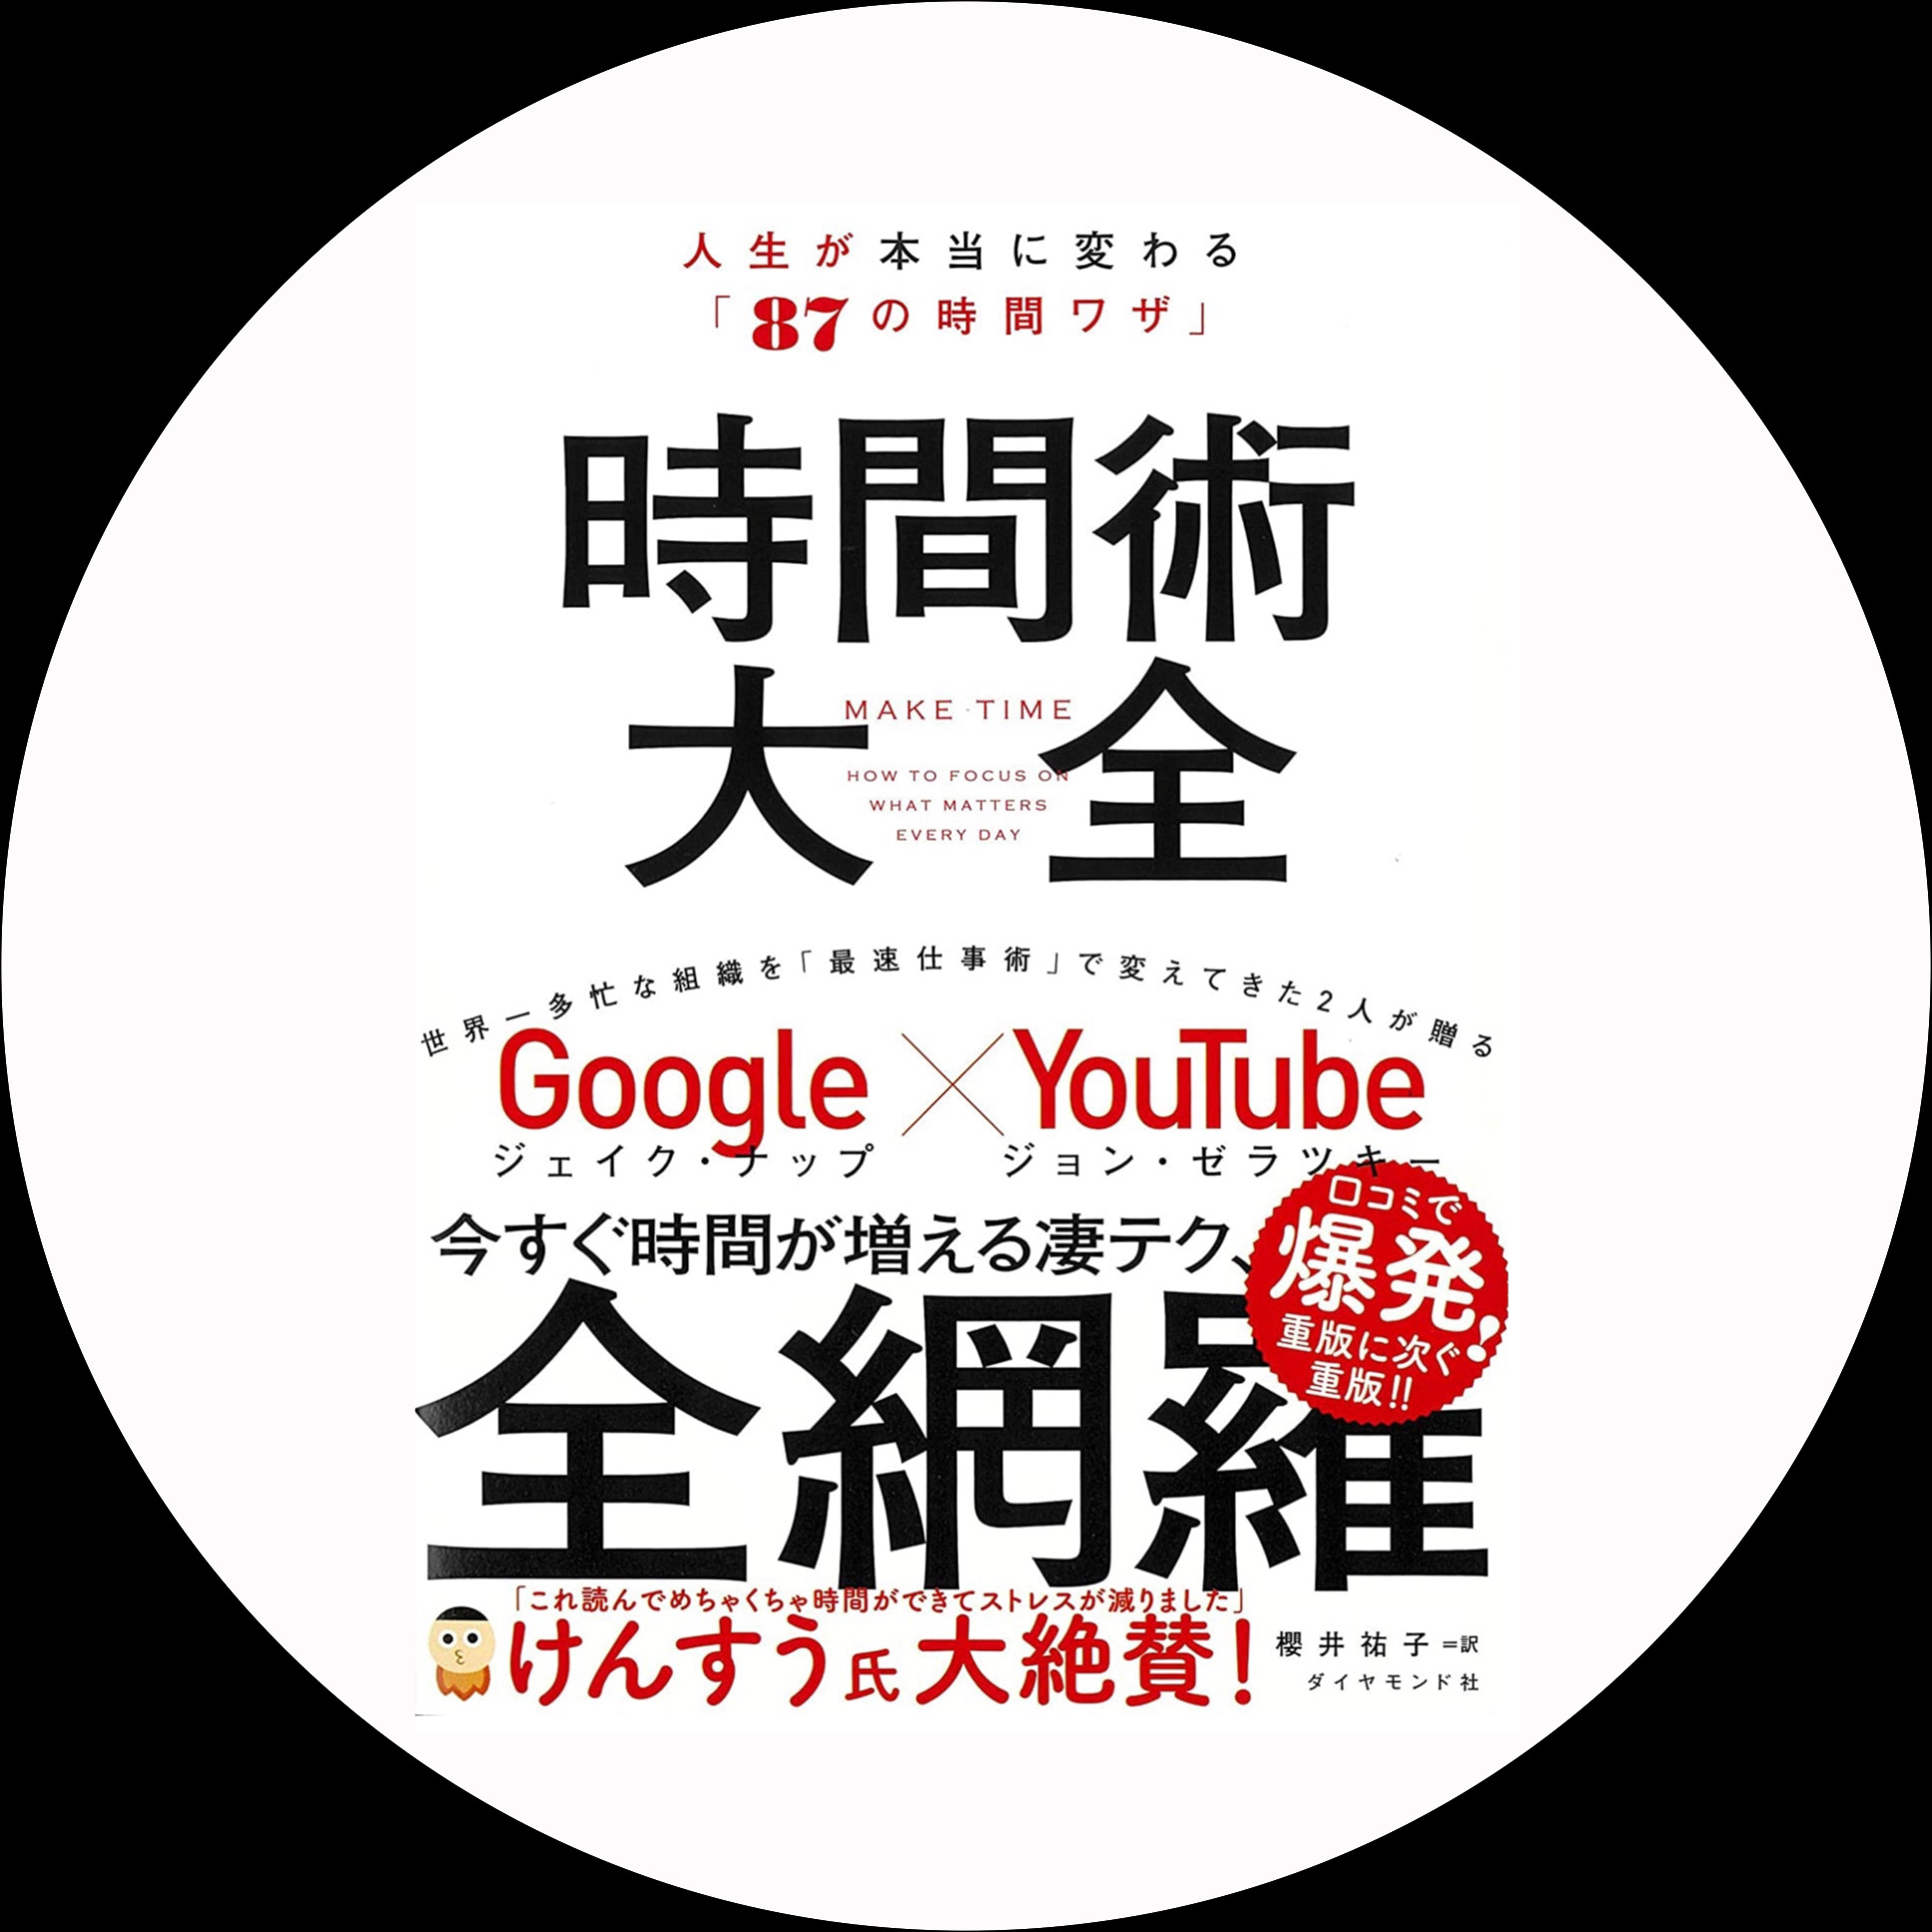 人生が本当に変わる
「87の時間ワザ」
時間術
大全
MAKE TIME
HOW TO FOCUS ON
WHAT MATTERS
EVERY DAY
世界一多忙な組織を「最速仕事術」で変えてきた2人が贈る
Google×YouTube
ジェイク・ナップ ジョン・ゼラツキー
今すぐ時間が増える凄テク、
全網羅
口コミで
爆発!
重版に次ぐ
重版!!
「これ読んでめちゃくちゃ時間ができてストレスが減りました」
けんすう氏大絶賛!
櫻井祐子=訳
ダイヤモンド社